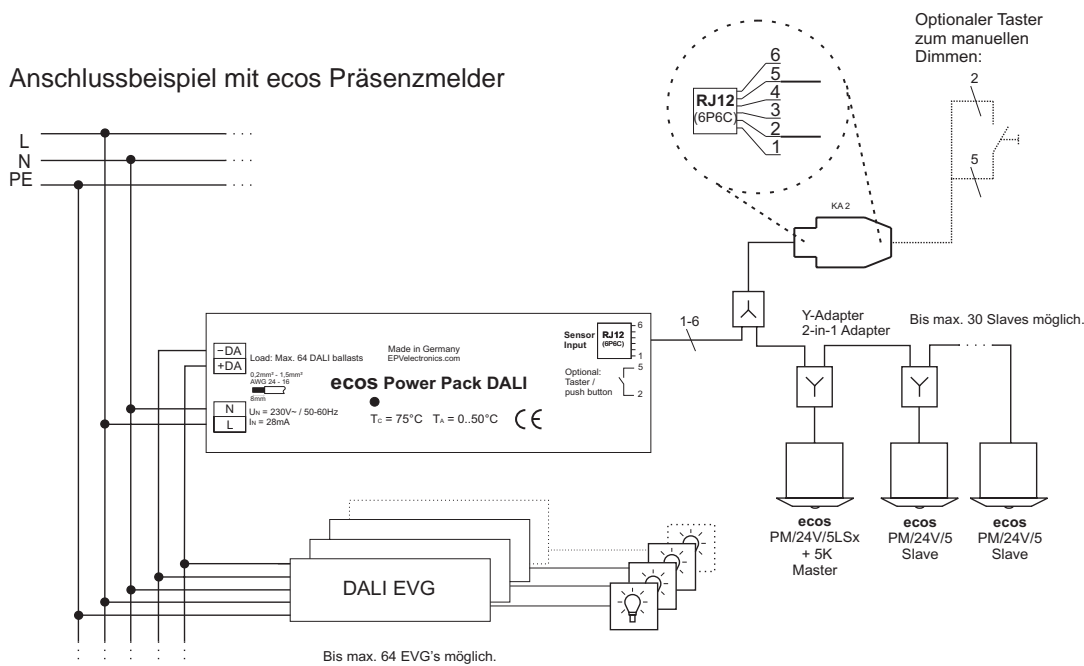 Anschlussbeispiel mit ecos Präsenzmelder
L
N
PE
Optionaler Taster
zum manuellen
Dimmen:
2
5
6
5
4
3
2
1
RJ12
(6P6C)
KA 2
1-6
Y-Adapter
2-in-1 Adapter
Bis max. 30 Slaves möglich.
−DA
+DA
Load: Max. 64 DALI ballasts
0,2mm² - 1,5mm²
AWG 24 - 16
8mm
N
L
UN = 230V~ / 50-60Hz
IN = 28mA
Made in Germany
EPVelectronics.com
ecos Power Pack DALI
TC = 75°C TA = 0..50°C
CE
Sensor
Input
RJ12
(6P6C)
6
1
Optional:
Taster /
push button
5
2
ecos
PM/24V/5LSx
+ 5K
Master
ecos
PM/24V/5
Slave
ecos
PM/24V/5
Slave
DALI EVG
Bis max. 64 EVG's möglich.